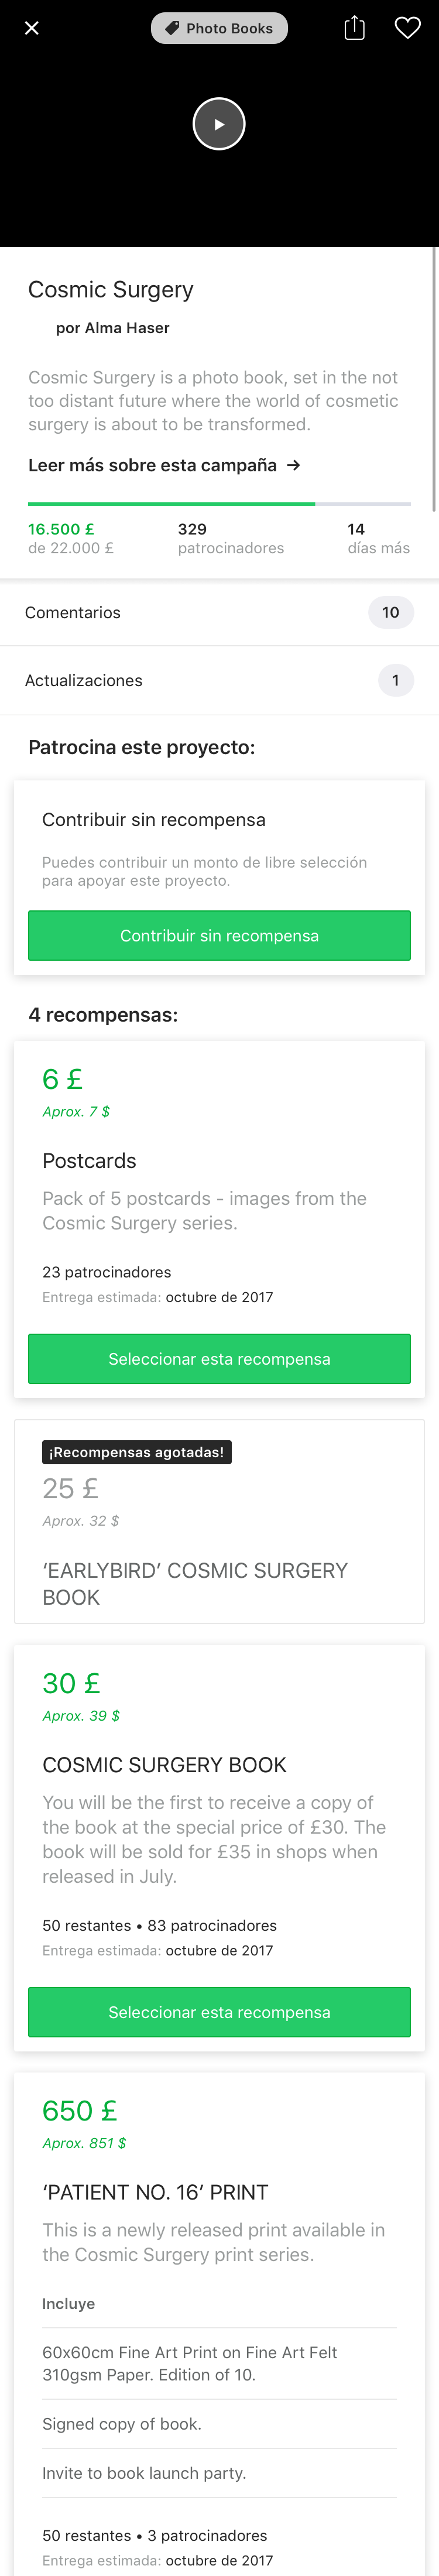 Photo Books
Cosmic Surgery
por Alma Haser
Cosmic Surgery is a photo book, set in the not
too distant future where the world of cosmetic
surgery is about to be transformed.
Leer más sobre esta campaña →
16.500 £
de 22.000 £
329
patrocinadores
14
días más
Comentarios
10
Actualizaciones
1
Patrocina este proyecto:
Contribuir sin recompensa
Puedes contribuir un monto de libre selección
para apoyar este proyecto.
Contribuir sin recompensa
4 recompensas:
6 £
Aprox. 7 $
Postcards
Pack of 5 postcards - images from the
Cosmic Surgery series.
23 patrocinadores
Entrega estimada: octubre de 2017
Seleccionar esta recompensa
¡Recompensas agotadas!
25 £
Aprox. 32 $
‘EARLYBIRD’ COSMIC SURGERY
BOOK
30 £
Aprox. 39 $
COSMIC SURGERY BOOK
You will be the first to receive a copy of
the book at the special price of £30. The
book will be sold for £35 in shops when
released in July.
50 restantes • 83 patrocinadores
Entrega estimada: octubre de 2017
Seleccionar esta recompensa
650 £
Aprox. 851 $
‘PATIENT NO. 16’ PRINT
This is a newly released print available in
the Cosmic Surgery print series.
Incluye
60x60cm Fine Art Print on Fine Art Felt
310gsm Paper. Edition of 10.
Signed copy of book.
Invite to book launch party.
50 restantes • 3 patrocinadores
Entrega estimada: octubre de 2017